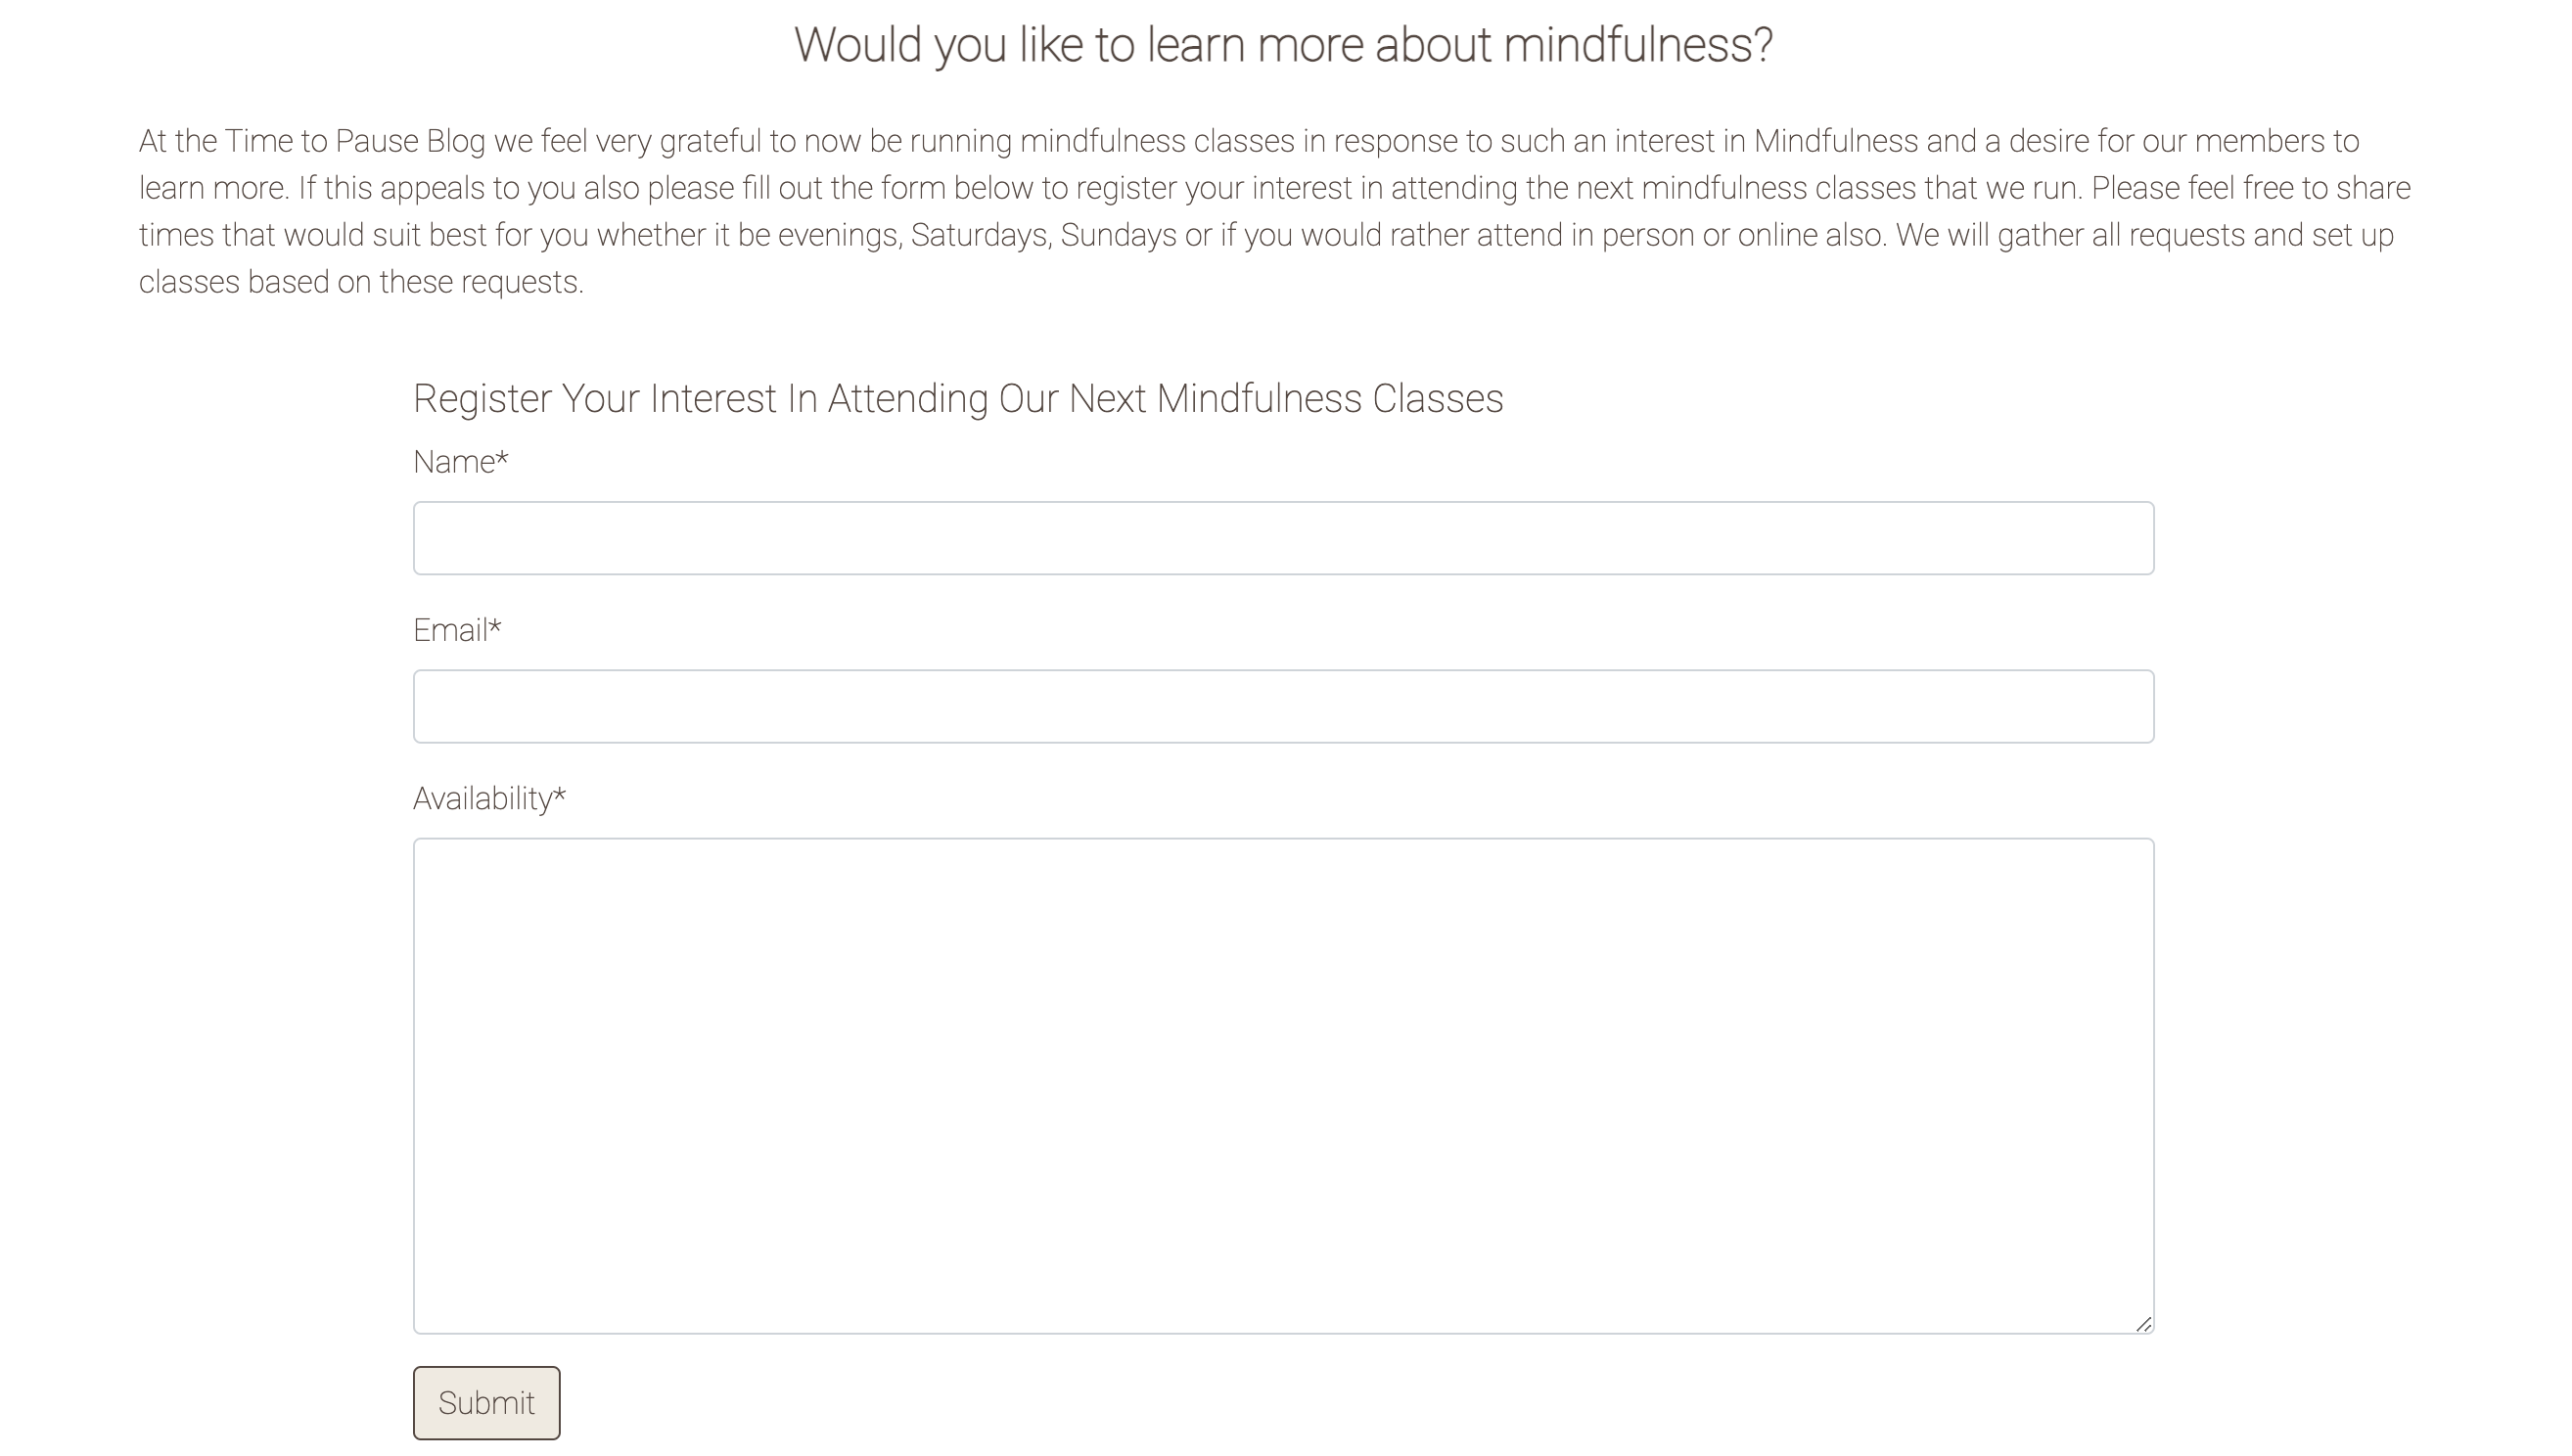 Would you like to learn more about mindfulness?
At the Time to Pause Blog we feel very grateful to now be running mindfulness classes in response to such an interest in Mindfulness and a desire for our members to
learn more. If this appeals to you also please fill out the form below to register your interest in attending the next mindfulness classes that we run. Please feel free to share
times that would suit best for you whether it be evenings, Saturdays, Sundays or if you would rather attend in person or online also. We will gather all requests and set up
classes based on these requests.
Register Your Interest In Attending Our Next Mindfulness Classes
Name*
Email*
Availability*
Submit